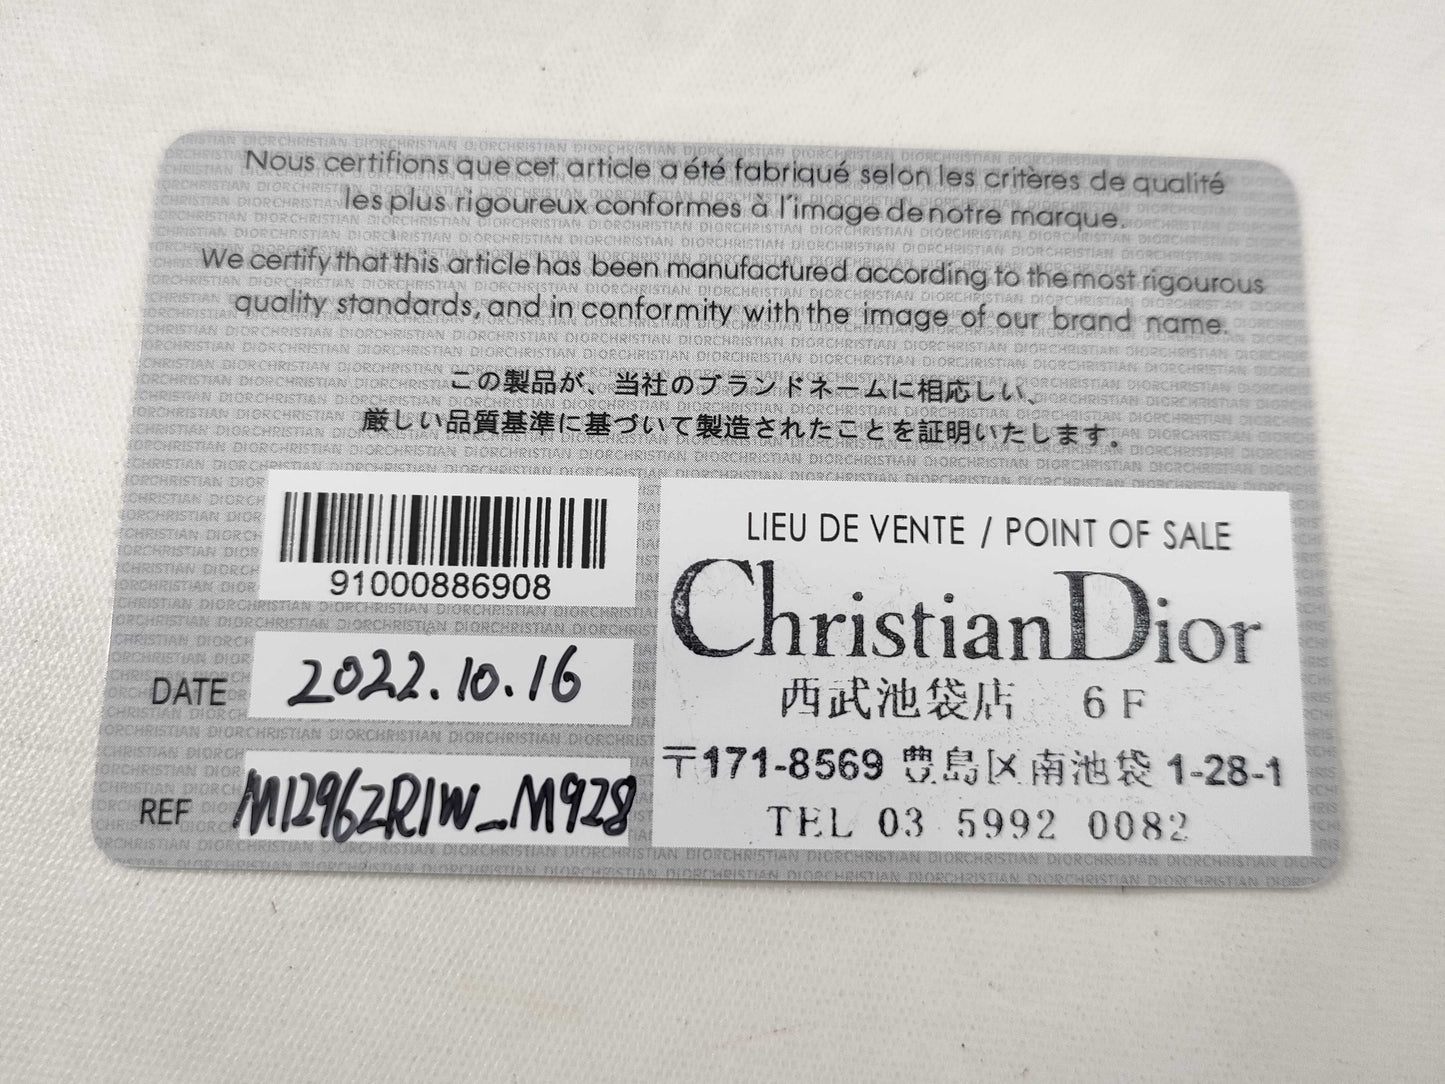 Nous certifions que cet article a été fabriqué selon les critères de qualité
les plus rigoureux conformes à l'image de notre marque.
We certify that this article has been manufactured according to the most rigourous
quality standards, and in conformity with the image of our brand name.
この製品が、当社のブランドネームに相応しい、
厳しい品質基準に基づいて製造されたことを証明いたします。
91000886908
DATE 2022.10.16
REF M1296ZRIW_M928
LIEU DE VENTE / POINT OF SALE
Christian Dior
西武池袋店 6F
〒171-8569 豊島区南池袋 1-28-1
TEL 03 5992 0082